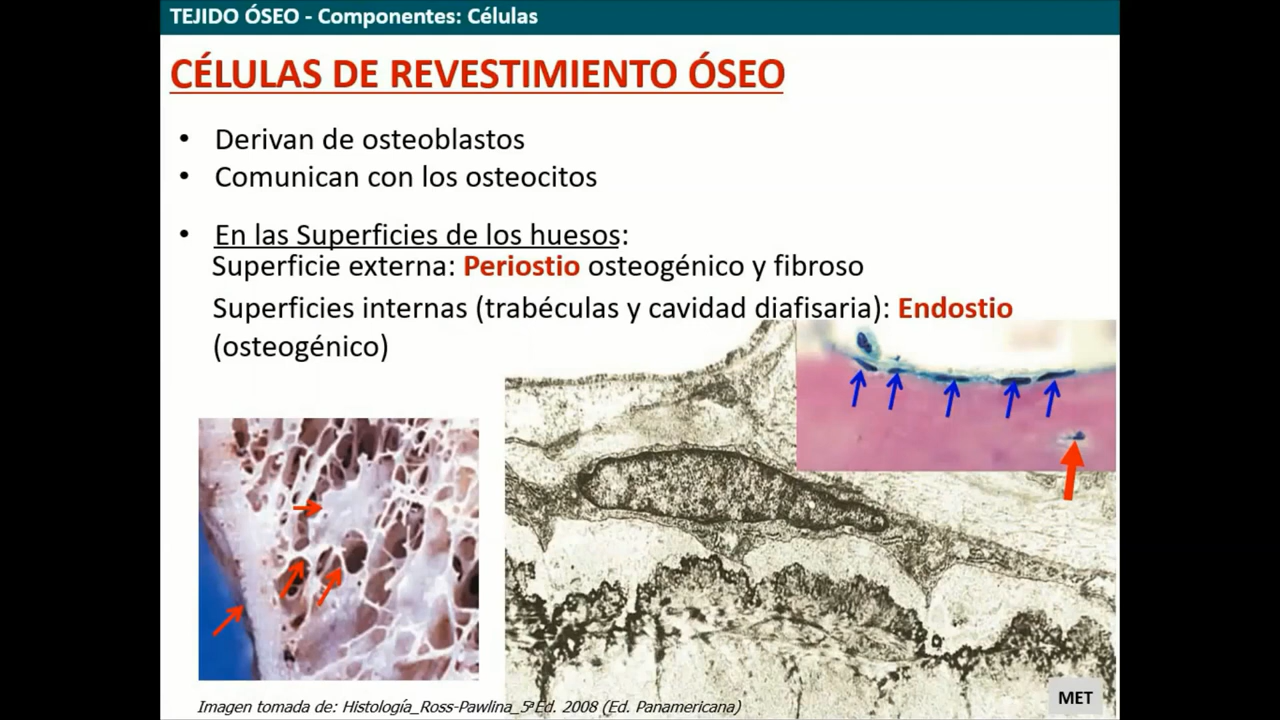 TEJIDO ÓSEO - Componentes: Células
CÉLULAS DE REVESTIMIENTO ÓSEO
• Derivan de osteoblastos
• Comunican con los osteocitos
• En las Superficies de los huesos:
Superficie externa: Periostio osteogénico y fibroso
Superficies internas (trabéculas y cavidad diafisaria): Endostio
(osteogénico)
MET
Imagen tomada de: Histología_Ross-Pawlina_5ªEd. 2008 (Ed. Panamericana)